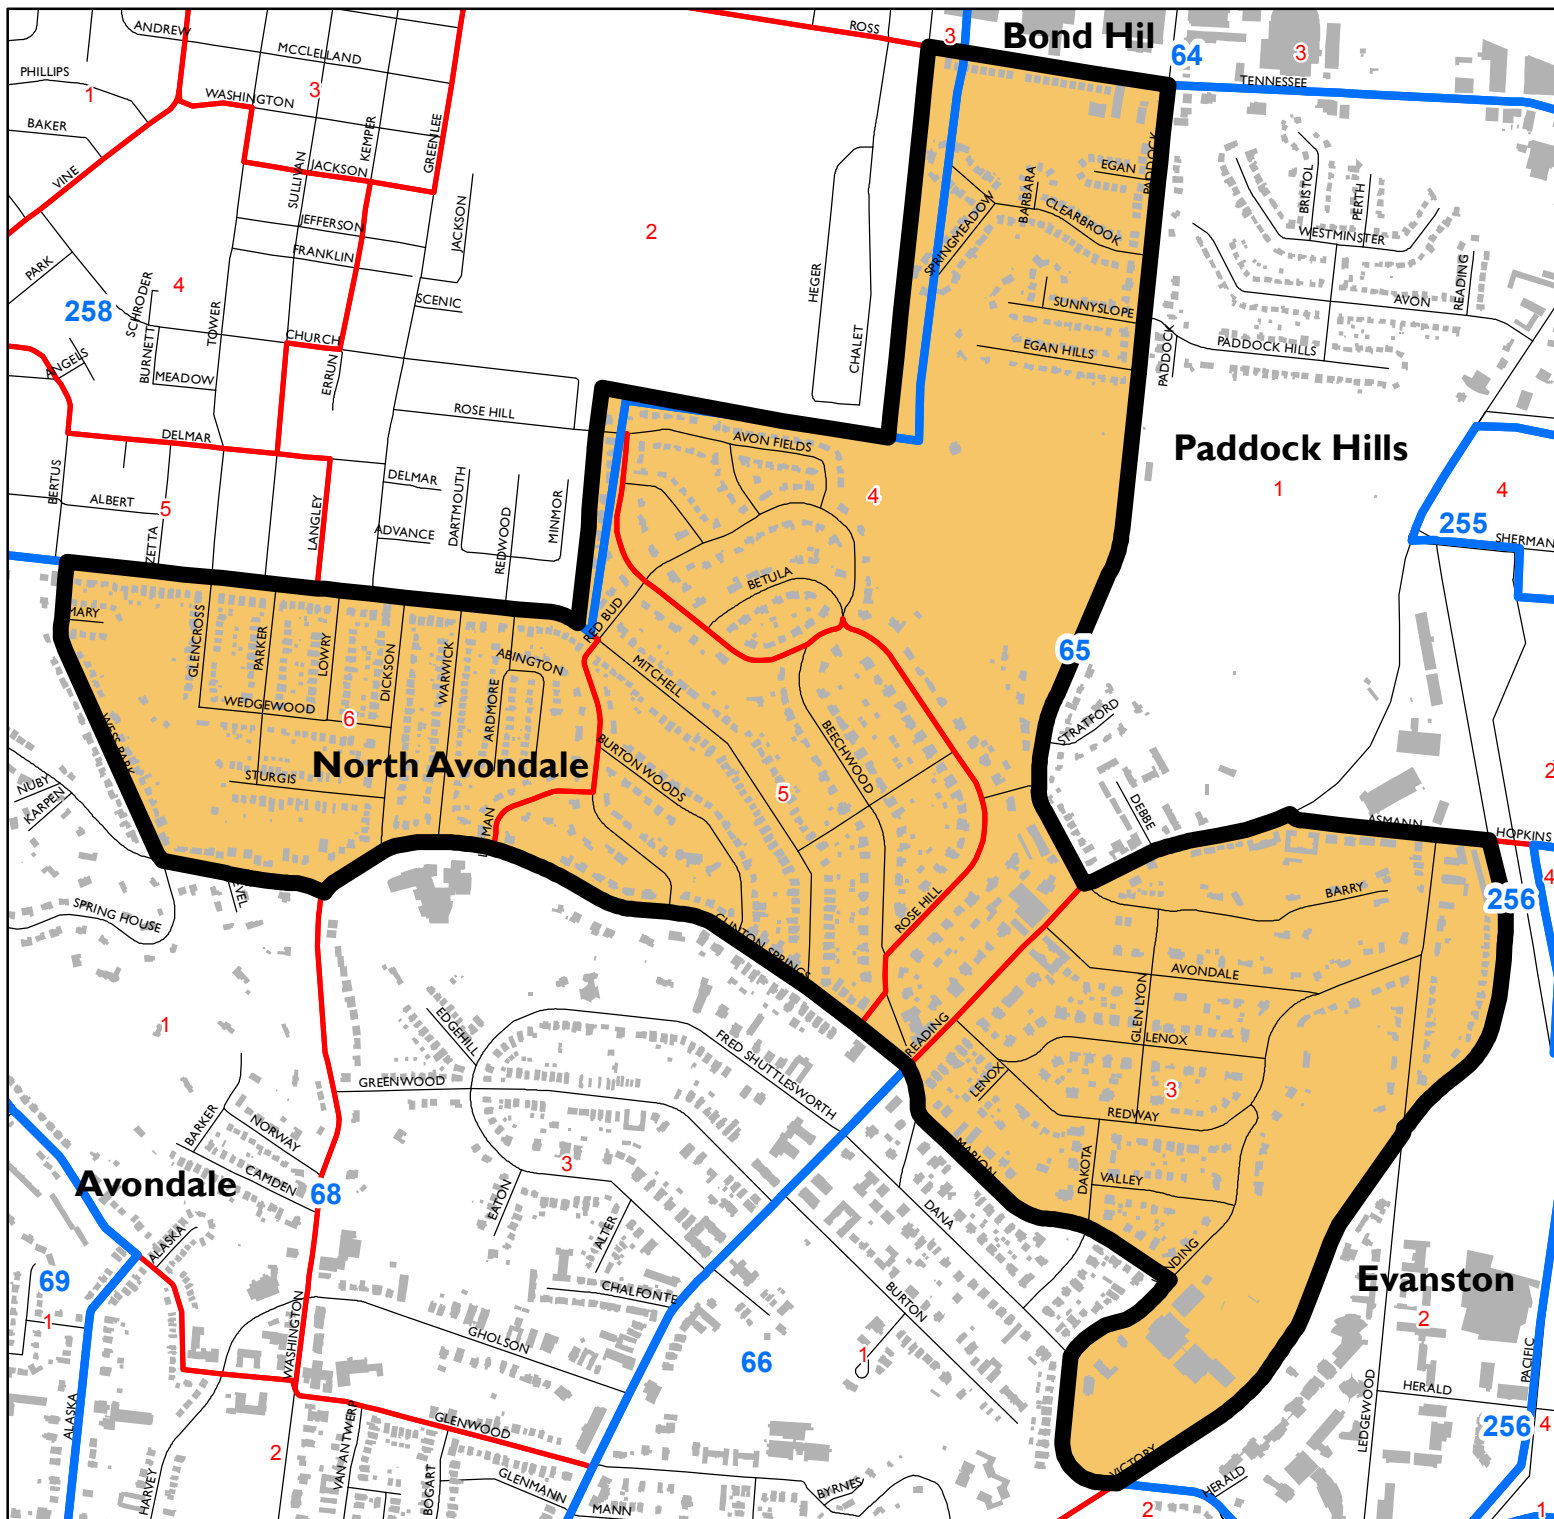 ROSS
3
Bond Hil
64
3
TENNESSEE
ANDREW
MCCLELLAND
PHILLIPS
1
3
WASHINGTON
BAKER
KEMPER
GREENLEE
VINE
SULLIVAN
JACKSON
JEFFERSON
JACKSON
FRANKLIN
2
PARK
4
SCHRODER
258
TOWER
SCENIC
HEGER
CHALET
BURNETT
CHURCH
ANGELS
MEADOW
ERRUN
ROSE HILL
DELMAR
EGAN
PADDOCK
BARBARA
SPRINGMEADOW
CLEARBROOK
SUNNYSLOPE
EGAN HILLS
BRISTOL
PERTH
WESTMINSTER
READING
AVON
PADDOCK
PADDOCK HILLS
Paddock Hills
1
4
255
SHERMAN
AVON FIELDS
4
BERTUS
ALBERT
5
ZETTA
LANGLEY
DELMAR
ADVANCE
DARTMOUTH
REDWOOD
MINMOR
BETULA
RED BUD
65
MARY
GLENCROSS
PARKER
LOWRY
DICKSON
WARWICK
ABINGTON
ARDMORE
MITCHELL
WEDGEWOOD
6
North Avondale
STURGIS
BURTON WOODS
BEECHWOOD
5
STRATFORD
DEBBE
2
NUBY
KARPEN
ASMANN
HOPKINS
4
256
BARRY
SPRING HOUSE
CLINTON SPRINGS
ROSE HILL
AVONDALE
GLEN LYON
GLENOX
READING
LENOX
3
REDWAY
1
EDGEHILL
FRED SHUTTLESWORTH
GREENWOOD
BARKER
NORWAY
CAMDEN
Avondale
68
3
EATON
ALTER
MARION
DAKOTA
VALLEY
DANA
ALASKA
69
1
CHALFONTE
BURTON
Evanston
2
WASHINGTON
GHOLSON
66
1
PACIFIC
HERALD
LEDGEWOOD
256
4
ALASKA
GLENWOOD
VAN ANTWERP
2
HARVEY
BOGART
GLENMANN
MANN
BYRNES
VICTORY
HERALD
2
1